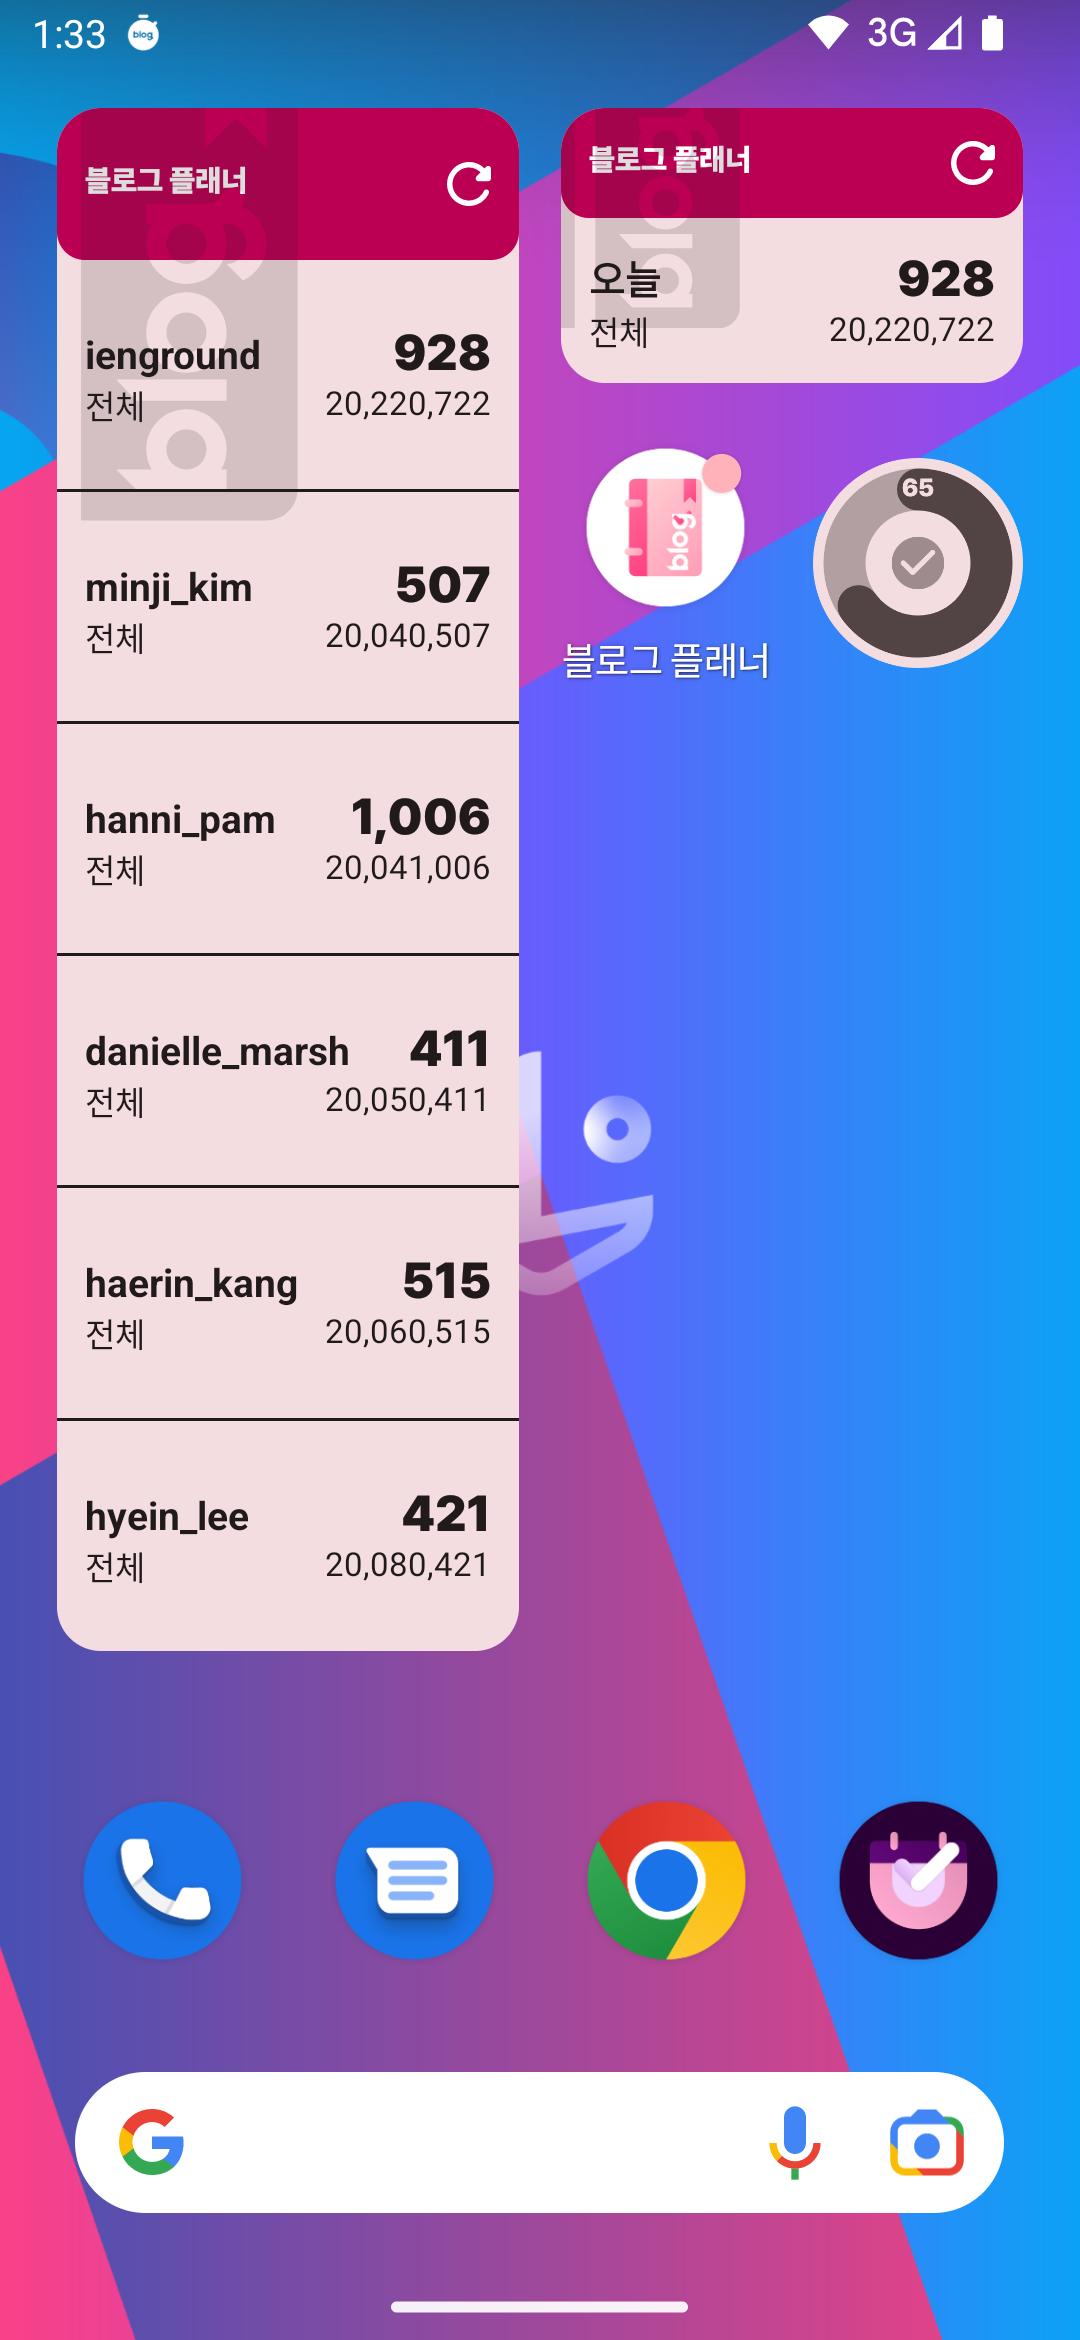 1:33
blog
3G
블로그 플래너
blog
ienground 928
전체 20,220,722
minji_kim 507
전체 20,040,507
hanni_pam 1,006
전체 20,041,006
danielle_marsh 411
전체 20,050,411
haerin_kang 515
전체 20,060,515
hyein_lee 421
전체 20,080,421
블로그 플래너
blog
오늘 928
전체 20,220,722
blog
블로그 플래너
65
G